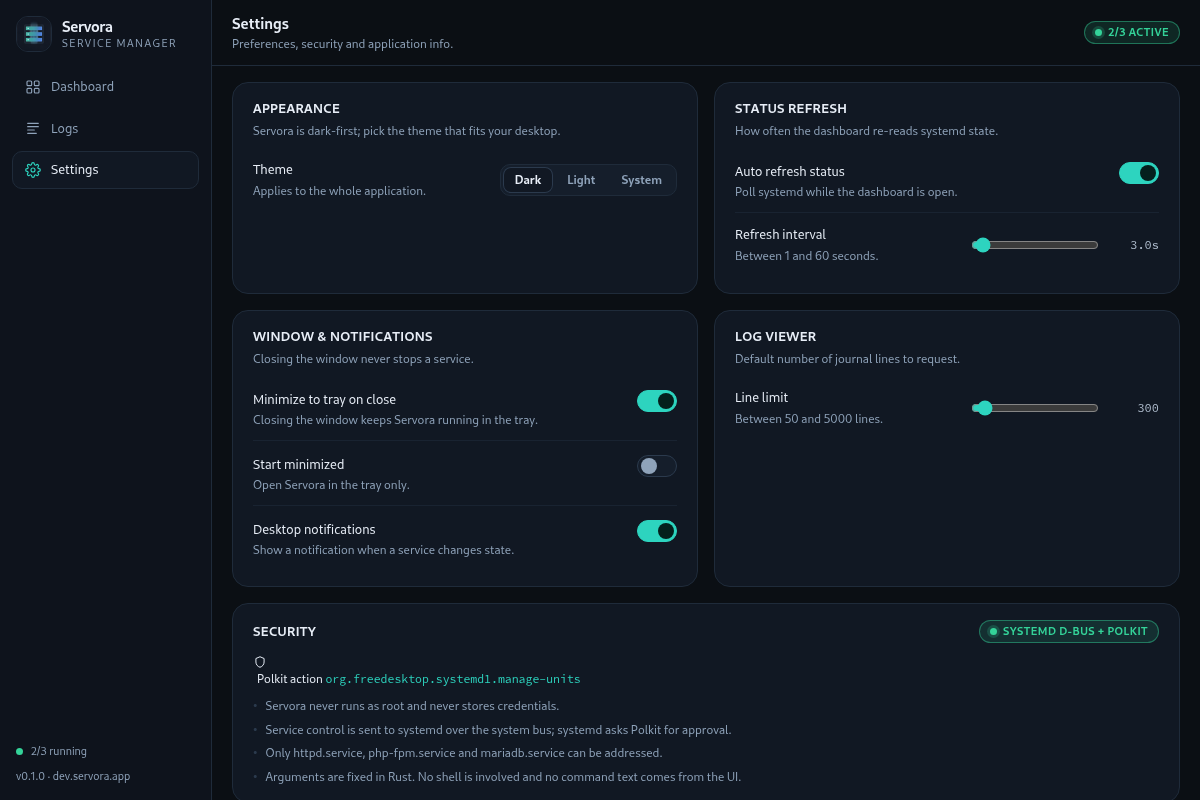 Servora
SERVICE MANAGER
Dashboard
Logs
Settings
2/3 running
v0.1.0 · dev.servora.app
Settings
Preferences, security and application info.
2/3 ACTIVE
APPEARANCE
Servora is dark-first; pick the theme that fits your desktop.
Theme
Applies to the whole application.
Dark
Light
System
STATUS REFRESH
How often the dashboard re-reads systemd state.
Auto refresh status
Poll systemd while the dashboard is open.
Refresh interval
Between 1 and 60 seconds.
3.0s
WINDOW & NOTIFICATIONS
Closing the window never stops a service.
Minimize to tray on close
Closing the window keeps Servora running in the tray.
Start minimized
Open Servora in the tray only.
Desktop notifications
Show a notification when a service changes state.
LOG VIEWER
Default number of journal lines to request.
Line limit
Between 50 and 5000 lines.
300
SECURITY
SYSTEMD D-BUS + POLKIT
Polkit action org.freedesktop.systemd1.manage-units
• Servora never runs as root and never stores credentials.
• Service control is sent to systemd over the system bus; systemd asks Polkit for approval.
• Only httpd.service, php-fpm.service and mariadb.service can be addressed.
• Arguments are fixed in Rust. No shell is involved and no command text comes from the UI.